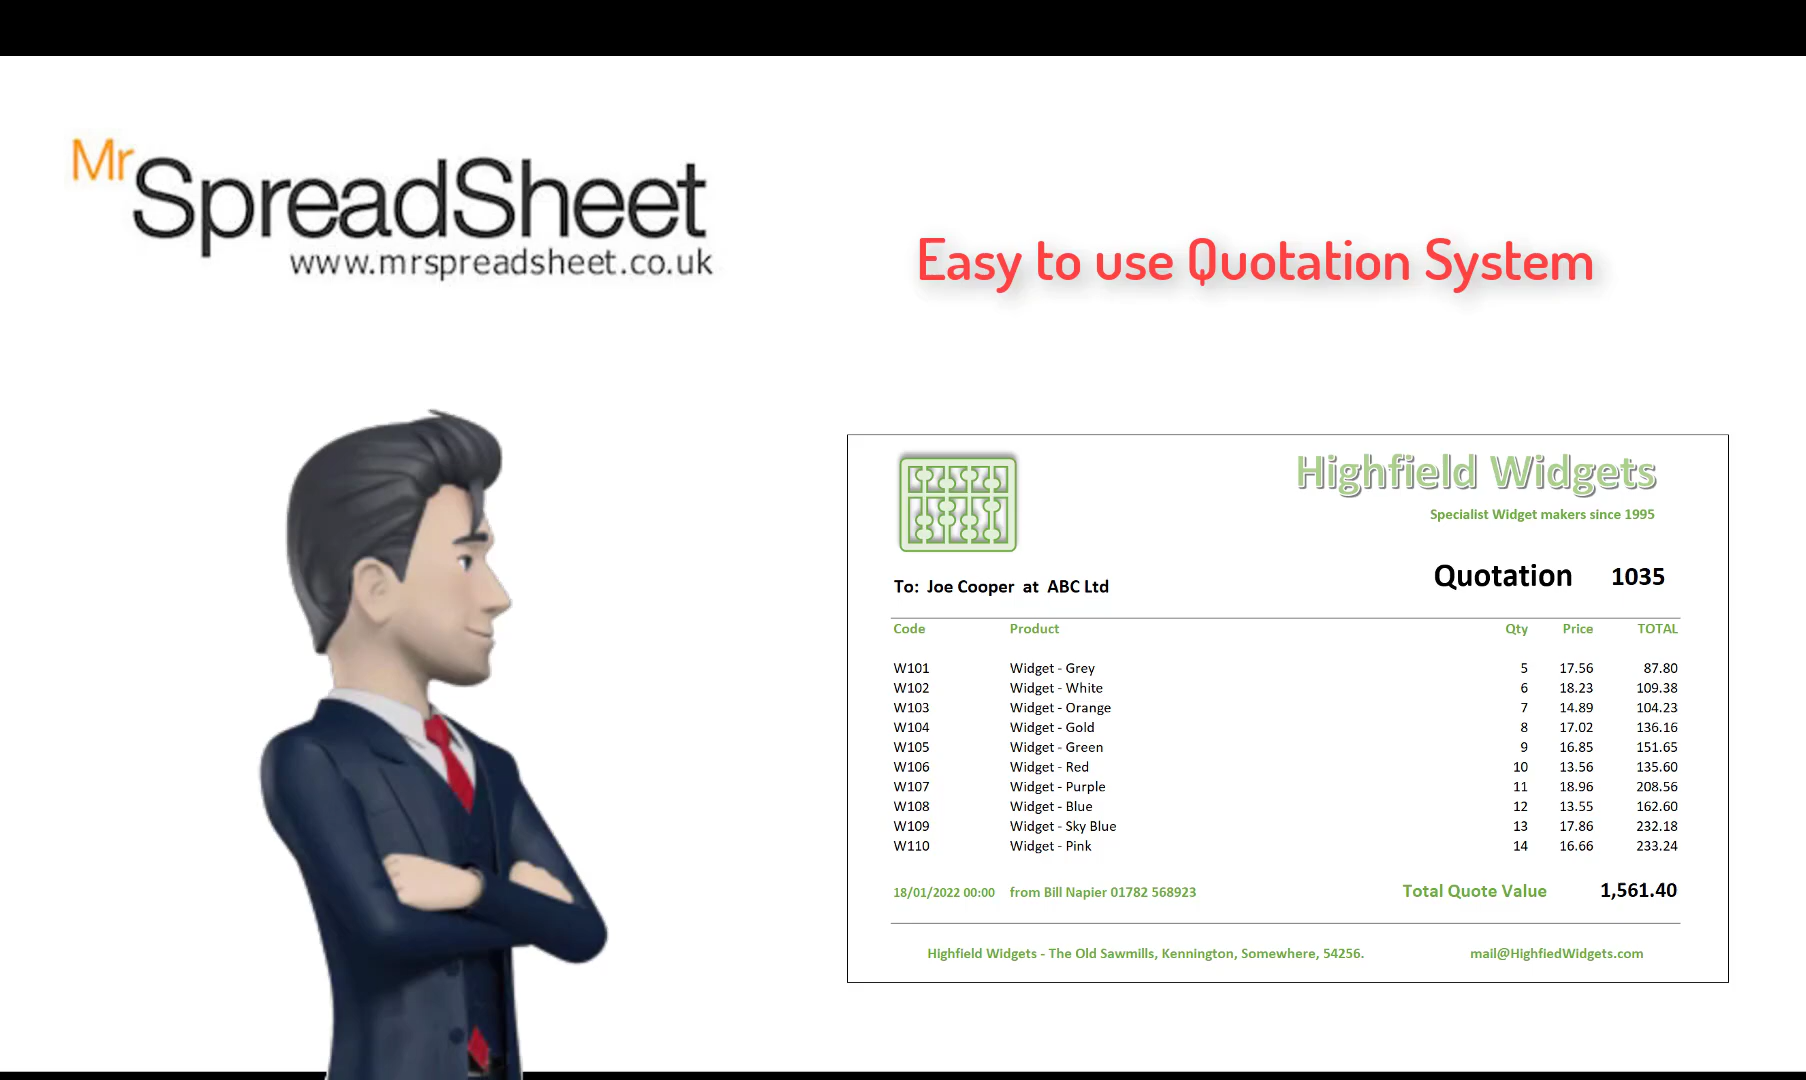 Mr
SpreadSheet
www.mrspreadsheet.co.uk
Easy to use Quotation System
Highfield Widgets
Specialist Widget makers since 1995
Quotation 1035
To: Joe Cooper at ABC Ltd
Code Product Qty Price TOTAL
W101 Widget - Grey 5 17.56 87.80
W102 Widget - White 6 18.23 109.38
W103 Widget - Orange 7 14.89 104.23
W104 Widget - Gold 8 17.02 136.16
W105 Widget - Green 9 16.85 151.65
W106 Widget - Red 10 13.56 135.60
W107 Widget - Purple 11 18.96 208.56
W108 Widget - Blue 12 13.55 162.60
W109 Widget - Sky Blue 13 17.86 232.18
W110 Widget - Pink 14 16.66 233.24
18/01/2022 00:00 from Bill Napier 01782 568923 Total Quote Value 1,561.40
Highfield Widgets - The Old Sawmills, Kennington, Somewhere, 54256. mail@HighfiedWidgets.com